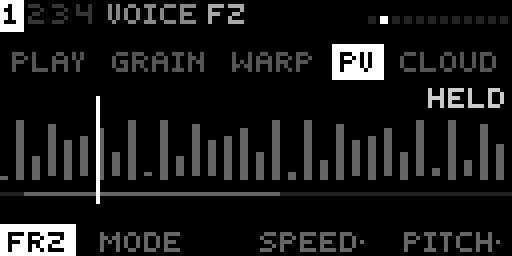 1 2 3 4 VOICE FZ
PLAY GRAIN WARP PV CLOUD
HELD
FRZ MODE SPEED· PITCH·